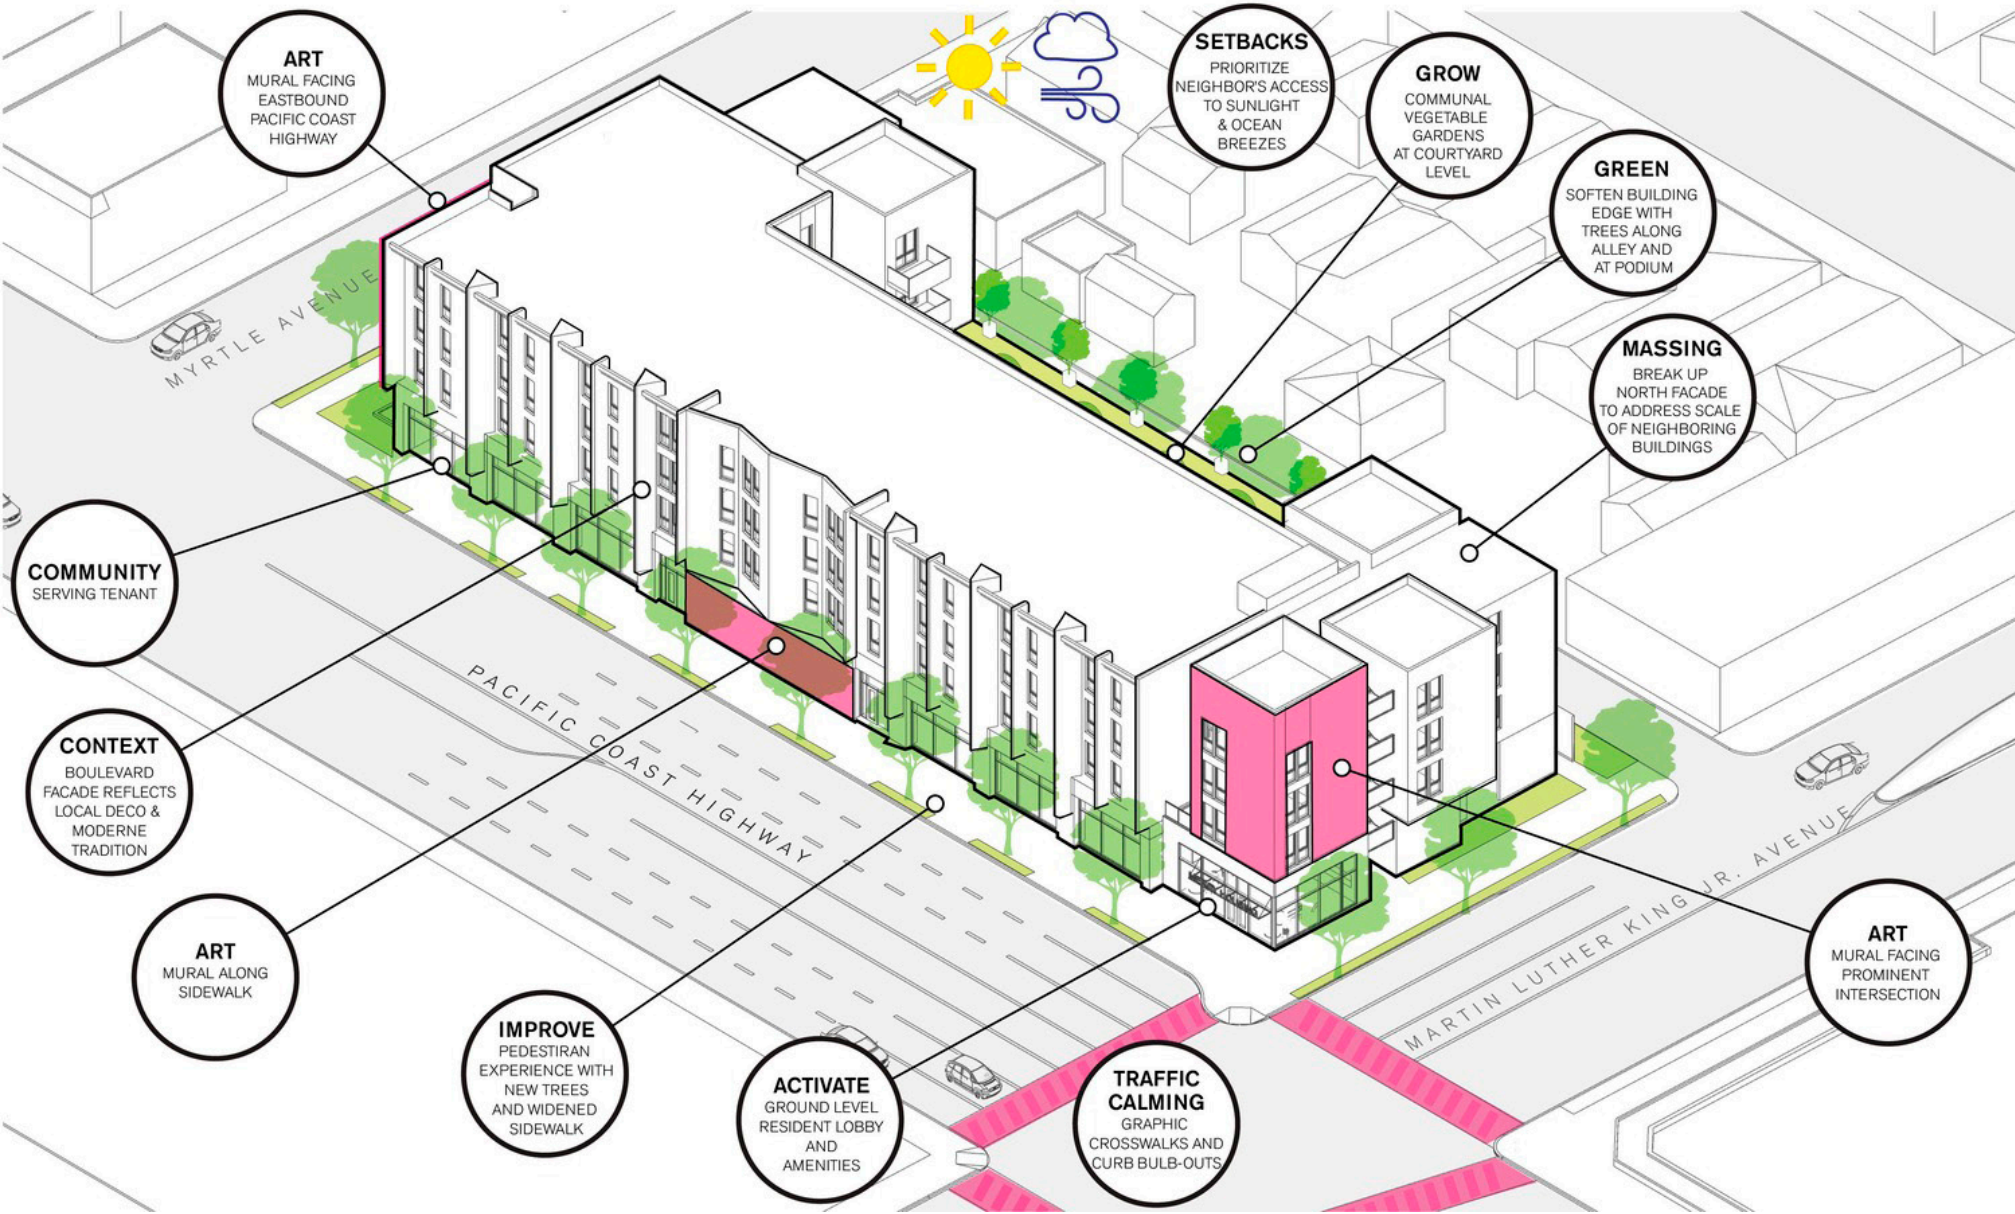 ART
MURAL FACING
EASTBOUND
PACIFIC COAST
HIGHWAY
SETBACKS
PRIORITIZE
NEIGHBOR'S ACCESS
TO SUNLIGHT
& OCEAN
BREEZES
GROW
COMMUNAL
VEGETABLE
GARDENS
AT COURTYARD
LEVEL
GREEN
SOFTEN BUILDING
EDGE WITH
TREES ALONG
ALLEY AND
AT PODIUM
MASSING
BREAK UP
NORTH FACADE
TO ADDRESS SCALE
OF NEIGHBORING
BUILDINGS
MYRTLE AVENUE
COMMUNITY
SERVING TENANT
CONTEXT
BOULEVARD
FACADE REFLECTS
LOCAL DECO &
MODERNE
TRADITION
PACIFIC COAST HIGHWAY
ART
MURAL ALONG
SIDEWALK
IMPROVE
PEDESTIRAN
EXPERIENCE WITH
NEW TREES
AND WIDENED
SIDEWALK
ACTIVATE
GROUND LEVEL
RESIDENT LOBBY
AND
AMENITIES
TRAFFIC
CALMING
GRAPHIC
CROSSWALKS AND
CURB BULB-OUTS
MARTIN LUTHER KING JR. AVENUE
ART
MURAL FACING
PROMINENT
INTERSECTION